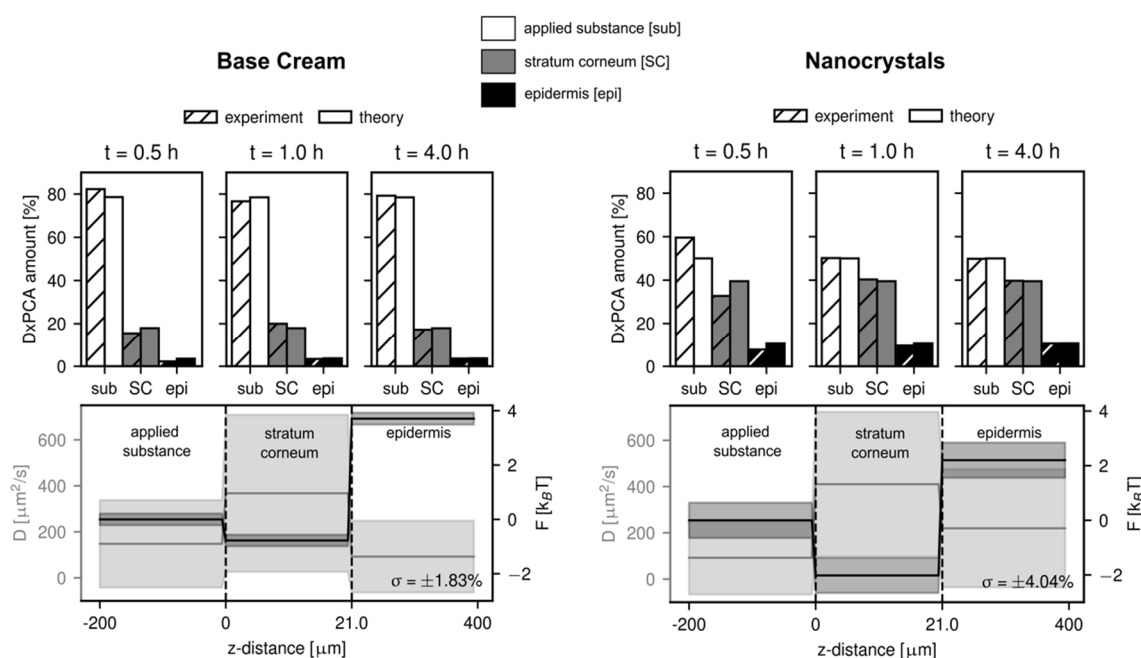 applied substance [sub]
stratum corneum [SC]
epidermis [epi]
Base Cream
experiment theory
t = 0.5 h t = 1.0 h t = 4.0 h
DxPCA amount [%]
80
60
40
20
0
sub SC epi sub SC epi sub SC epi
applied substance
stratum corneum
epidermis
D [μm²/s]
600
400
200
0
F [k_BT]
4
2
0
−2
σ = ±1.83%
-200 0 21.0 400
z-distance [μm]
Nanocrystals
experiment theory
t = 0.5 h t = 1.0 h t = 4.0 h
DxPCA amount [%]
80
60
40
20
0
sub SC epi sub SC epi sub SC epi
applied substance
stratum corneum
epidermis
D [μm²/s]
600
400
200
0
F [k_BT]
4
2
0
−2
σ = ±4.04%
-200 0 21.0 400
z-distance [μm]